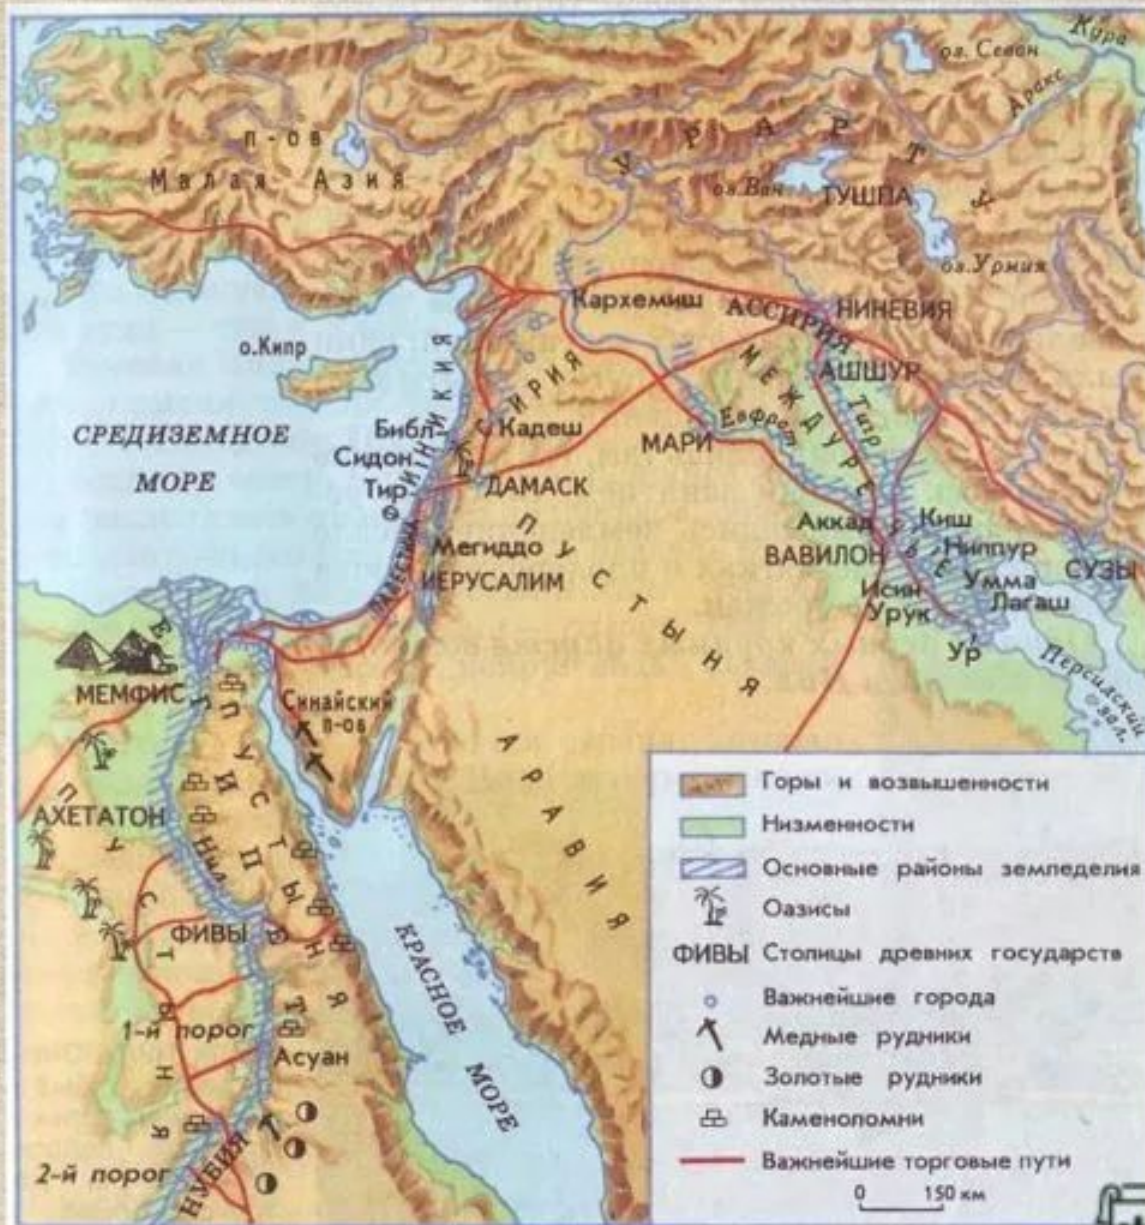 Кура
оз. Севан
Аракс
УРАРТУ
п-ов
Малая Азия
оз. Ван
ТУШПА
оз. Урмия
Кархемиш
АССИРИЯ
НИНЕВИЯ
о. Кипр
ФИНИКИЯ
СИРИЯ
МЕЖДУРЕЧЬЕ
АШШУР
Тигр
Евфрат
СРЕДИЗЕМНОЕ
МОРЕ
Библ
Кадеш
МАРИ
Сидон
Тир
ДАМАСК
Аккад
Киш
ПУСТЫНЯ
Мегиддо
ВАВИЛОН
Ниппур
ПАЛЕСТИНА
ИЕРУСАЛИМ
Умма
СУЗЫ
Исин
Лагаш
Урук
Ур
Персидский
зал.
ЕГИПЕТ
МЕМФИС
Синайский
п-ов
ПУСТЫНЯ
АРАВИЯ
АХЕТАТОН
Нил
ПУСТЫНЯ
ФИВЫ
КРАСНОЕ
МОРЕ
1-й порог
Асуан
2-й порог
НУБИЯ
Горы и возвышенности
Низменности
Основные районы земледелия
Оазисы
ФИВЫ Столицы древних государств
Важнейшие города
Медные рудники
Золотые рудники
Каменоломни
Важнейшие торговые пути
0 150 км